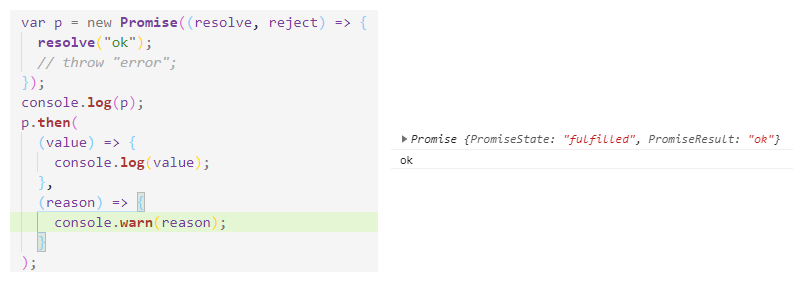 var p = new Promise((resolve, reject) => {
  resolve("ok");
  // throw "error";
});
console.log(p);
p.then(
  (value) => {
    console.log(value);
  },
  (reason) => {
    console.warn(reason);
  }
);
Promise {PromiseState: "fulfilled", PromiseResult: "ok"}
ok